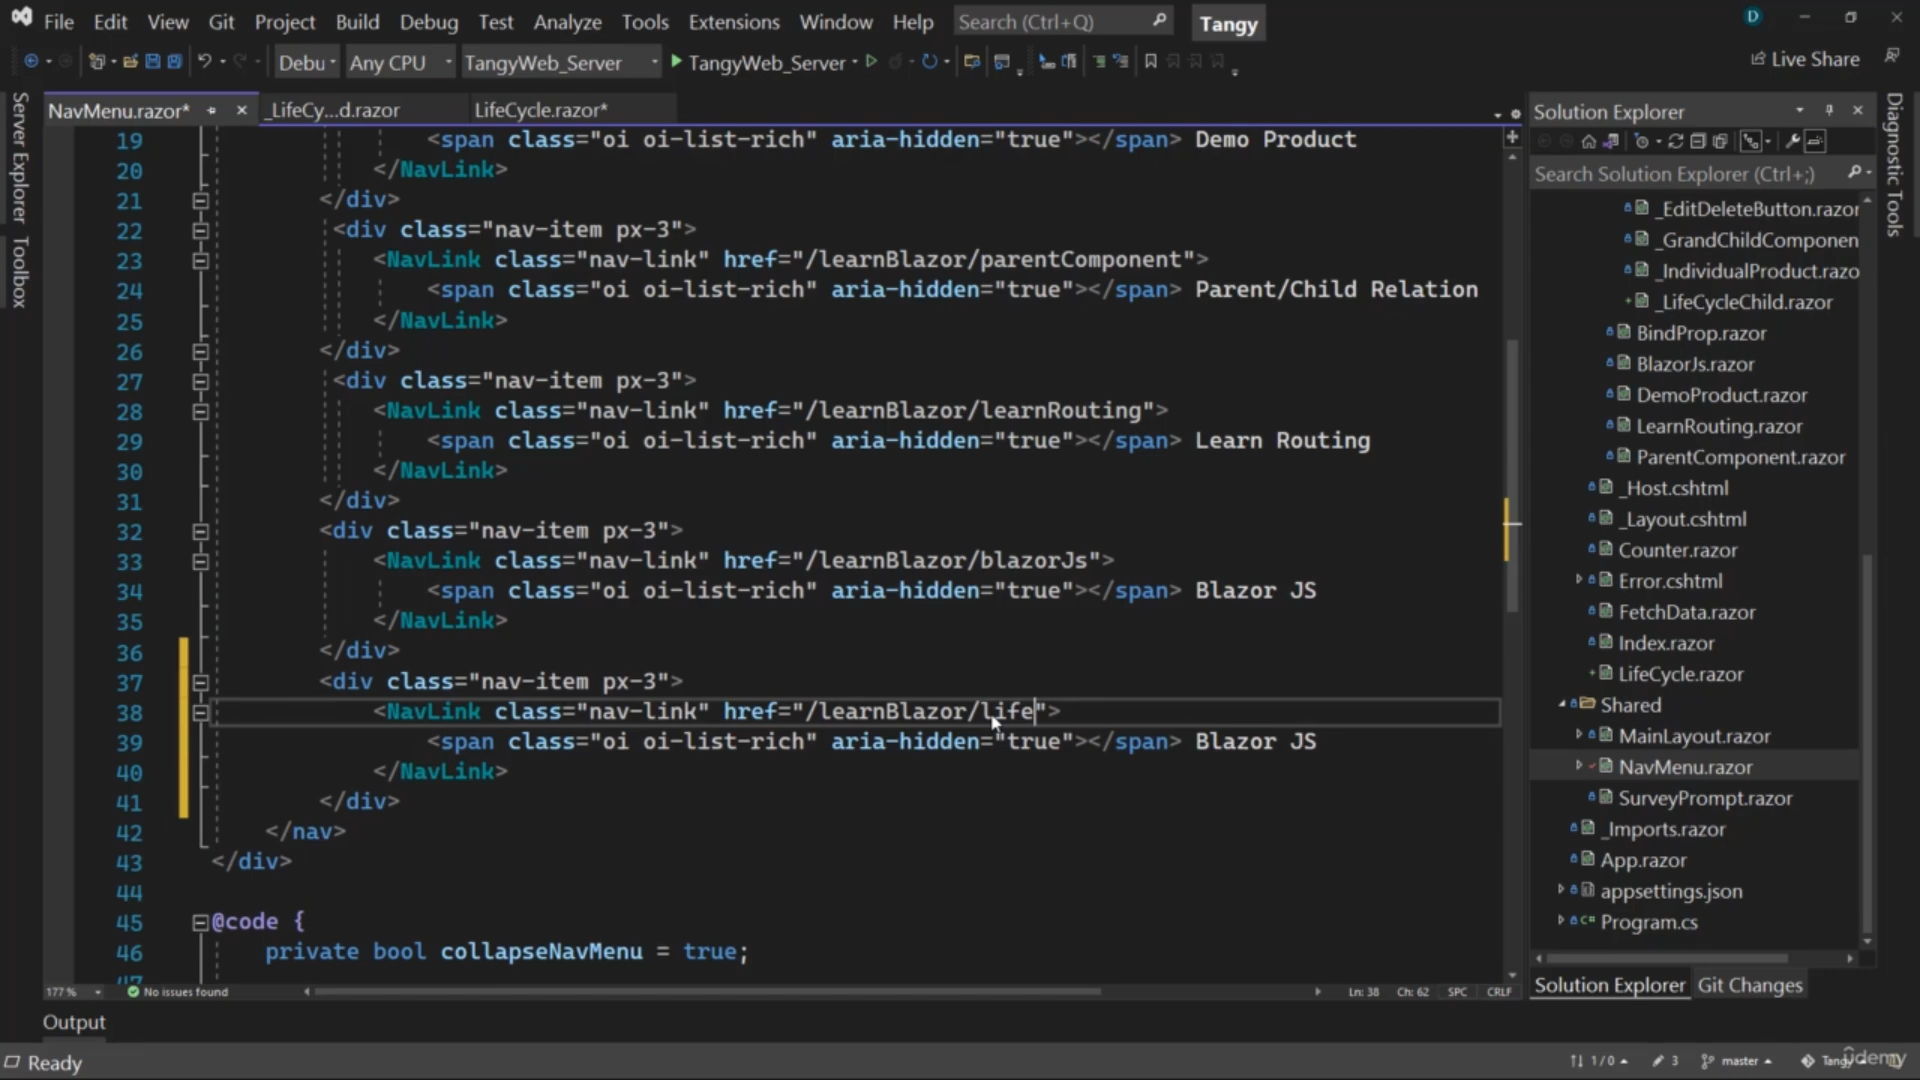 File Edit View Git Project Build Debug Test Analyze Tools Extensions Window Help Search (Ctrl+Q) Tangy D
Debu Any CPU TangyWeb_Server TangyWeb_Server Live Share
NavMenu.razor* _LifeCy...d.razor LifeCycle.razor*
19 <span class="oi oi-list-rich" aria-hidden="true"></span> Demo Product
20 </NavLink>
21 </div>
22 <div class="nav-item px-3">
23 <NavLink class="nav-link" href="/learnBlazor/parentComponent">
24 <span class="oi oi-list-rich" aria-hidden="true"></span> Parent/Child Relation
25 </NavLink>
26 </div>
27 <div class="nav-item px-3">
28 <NavLink class="nav-link" href="/learnBlazor/learnRouting">
29 <span class="oi oi-list-rich" aria-hidden="true"></span> Learn Routing
30 </NavLink>
31 </div>
32 <div class="nav-item px-3">
33 <NavLink class="nav-link" href="/learnBlazor/blazorJs">
34 <span class="oi oi-list-rich" aria-hidden="true"></span> Blazor JS
35 </NavLink>
36 </div>
37 <div class="nav-item px-3">
38 <NavLink class="nav-link" href="/learnBlazor/life">
39 <span class="oi oi-list-rich" aria-hidden="true"></span> Blazor JS
40 </NavLink>
41 </div>
42 </nav>
43 </div>
44
45 @code {
46 private bool collapseNavMenu = true;
47
177 % No issues found Ln: 38 Ch: 62 SPC CRLF
Output
Ready 1 / 0 3 master Tangy
udemy
Server Explorer
Toolbox
Solution Explorer
Search Solution Explorer (Ctrl+;)
_EditDeleteButton.razor
_GrandChildComponen
_IndividualProduct.razo
_LifeCycleChild.razor
BindProp.razor
BlazorJs.razor
DemoProduct.razor
LearnRouting.razor
ParentComponent.razor
_Host.cshtml
_Layout.cshtml
Counter.razor
Error.cshtml
FetchData.razor
Index.razor
LifeCycle.razor
Shared
MainLayout.razor
NavMenu.razor
SurveyPrompt.razor
_Imports.razor
App.razor
appsettings.json
Program.cs
Solution Explorer Git Changes
Diagnostic Tools